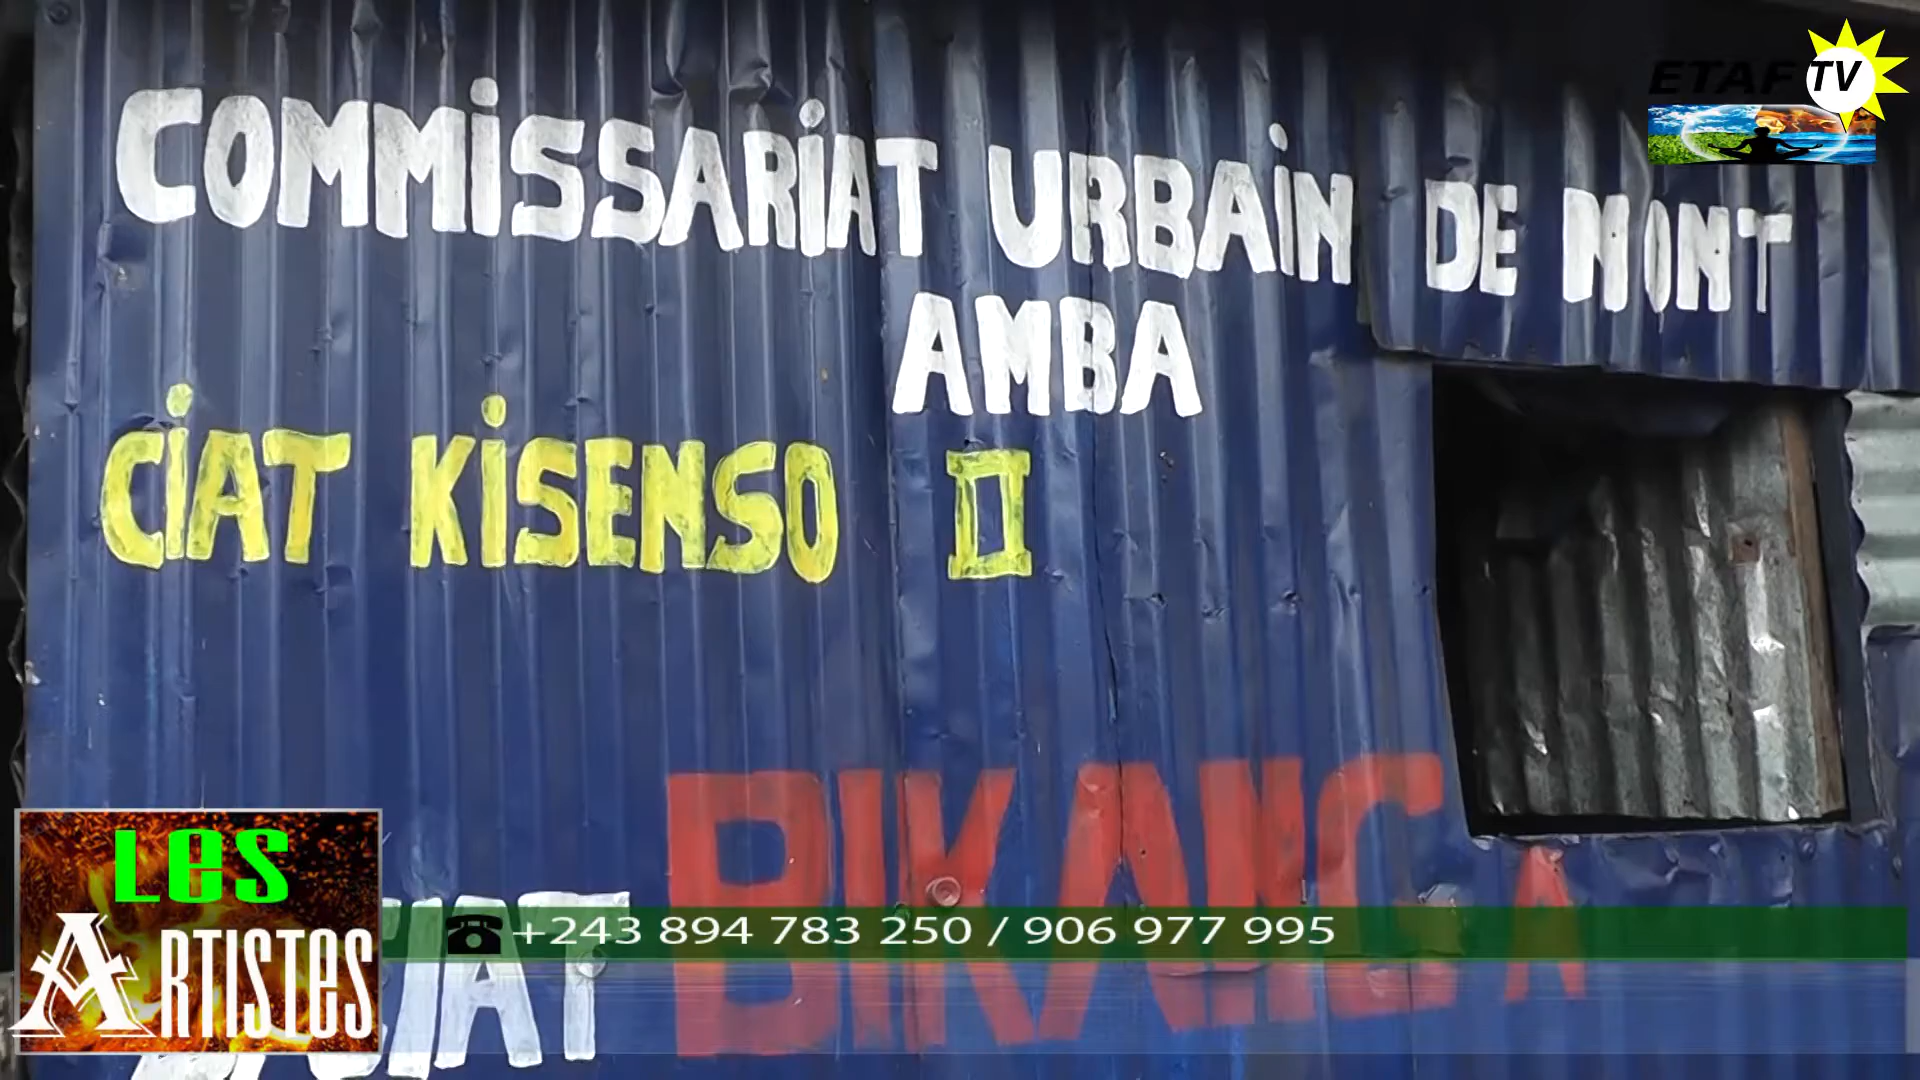 ETAF TV
COMMISSARIAT URBAIN DE MONT
AMBA
CIAT KISENSO II
BIKANGA
LES
ARTISTES
+243 894 783 250 / 906 977 995